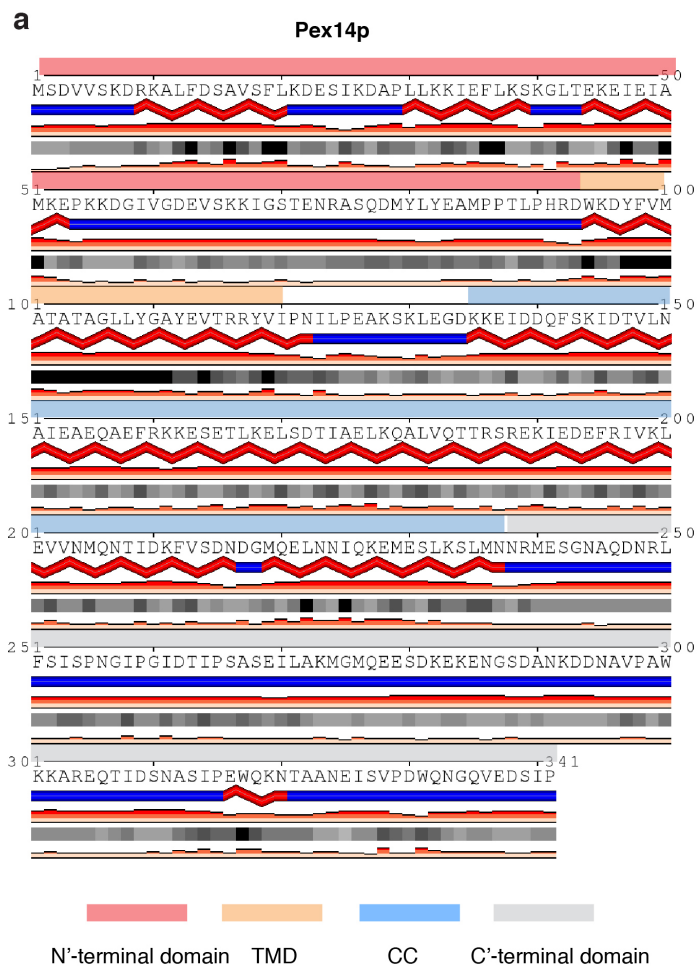 a
Pex14p
1 50
MSDVVSKDRKALFDSAVSFLKDESIKDAPLLKKIEFLKSKGLTEKEIEIA
51 100
MKEPKKDGIVGDEVSKKIGSTENRASQDMYLYEAMPPTLPHRDWKDYFVM
101 150
ATATAGLLYGAYEVTRRYVIPNILPEAKSKLEGDKKEIDDQFSKIDTVLN
151 200
AIEAEQAEFRKKESETLKELSDTIAELKQALVQTTRSREKIEDEFRIVKL
201 250
EVVNMQNTIDKFVSDNDGMQELNNIQKEMESLKSLMNNRMESGNAQDNRL
251 300
FSISPNGIPGIDTIPSASEILAKMGMQEESDKEKENGSDANKDDNAVPAW
301 341
KKAREQTIDSNASIPEWQKNTAANEISVPDWQNGQVEDSIP
N'-terminal domain TMD CC C'-terminal domain